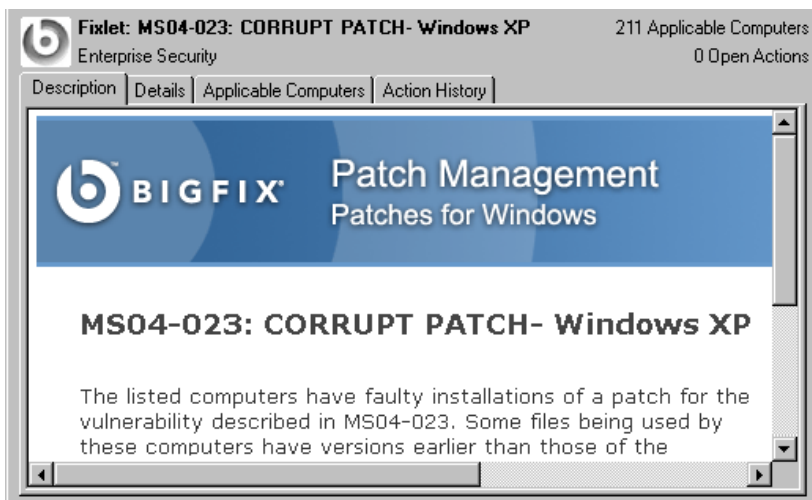 Fixlet: MS04-023: CORRUPT PATCH- Windows XP
211 Applicable Computers
Enterprise Security
0 Open Actions
Description Details Applicable Computers Action History
BIGFIX®
Patch Management
Patches for Windows
MS04-023: CORRUPT PATCH- Windows XP
The listed computers have faulty installations of a patch for the
vulnerability described in MS04-023. Some files being used by
these computers have versions earlier than those of the